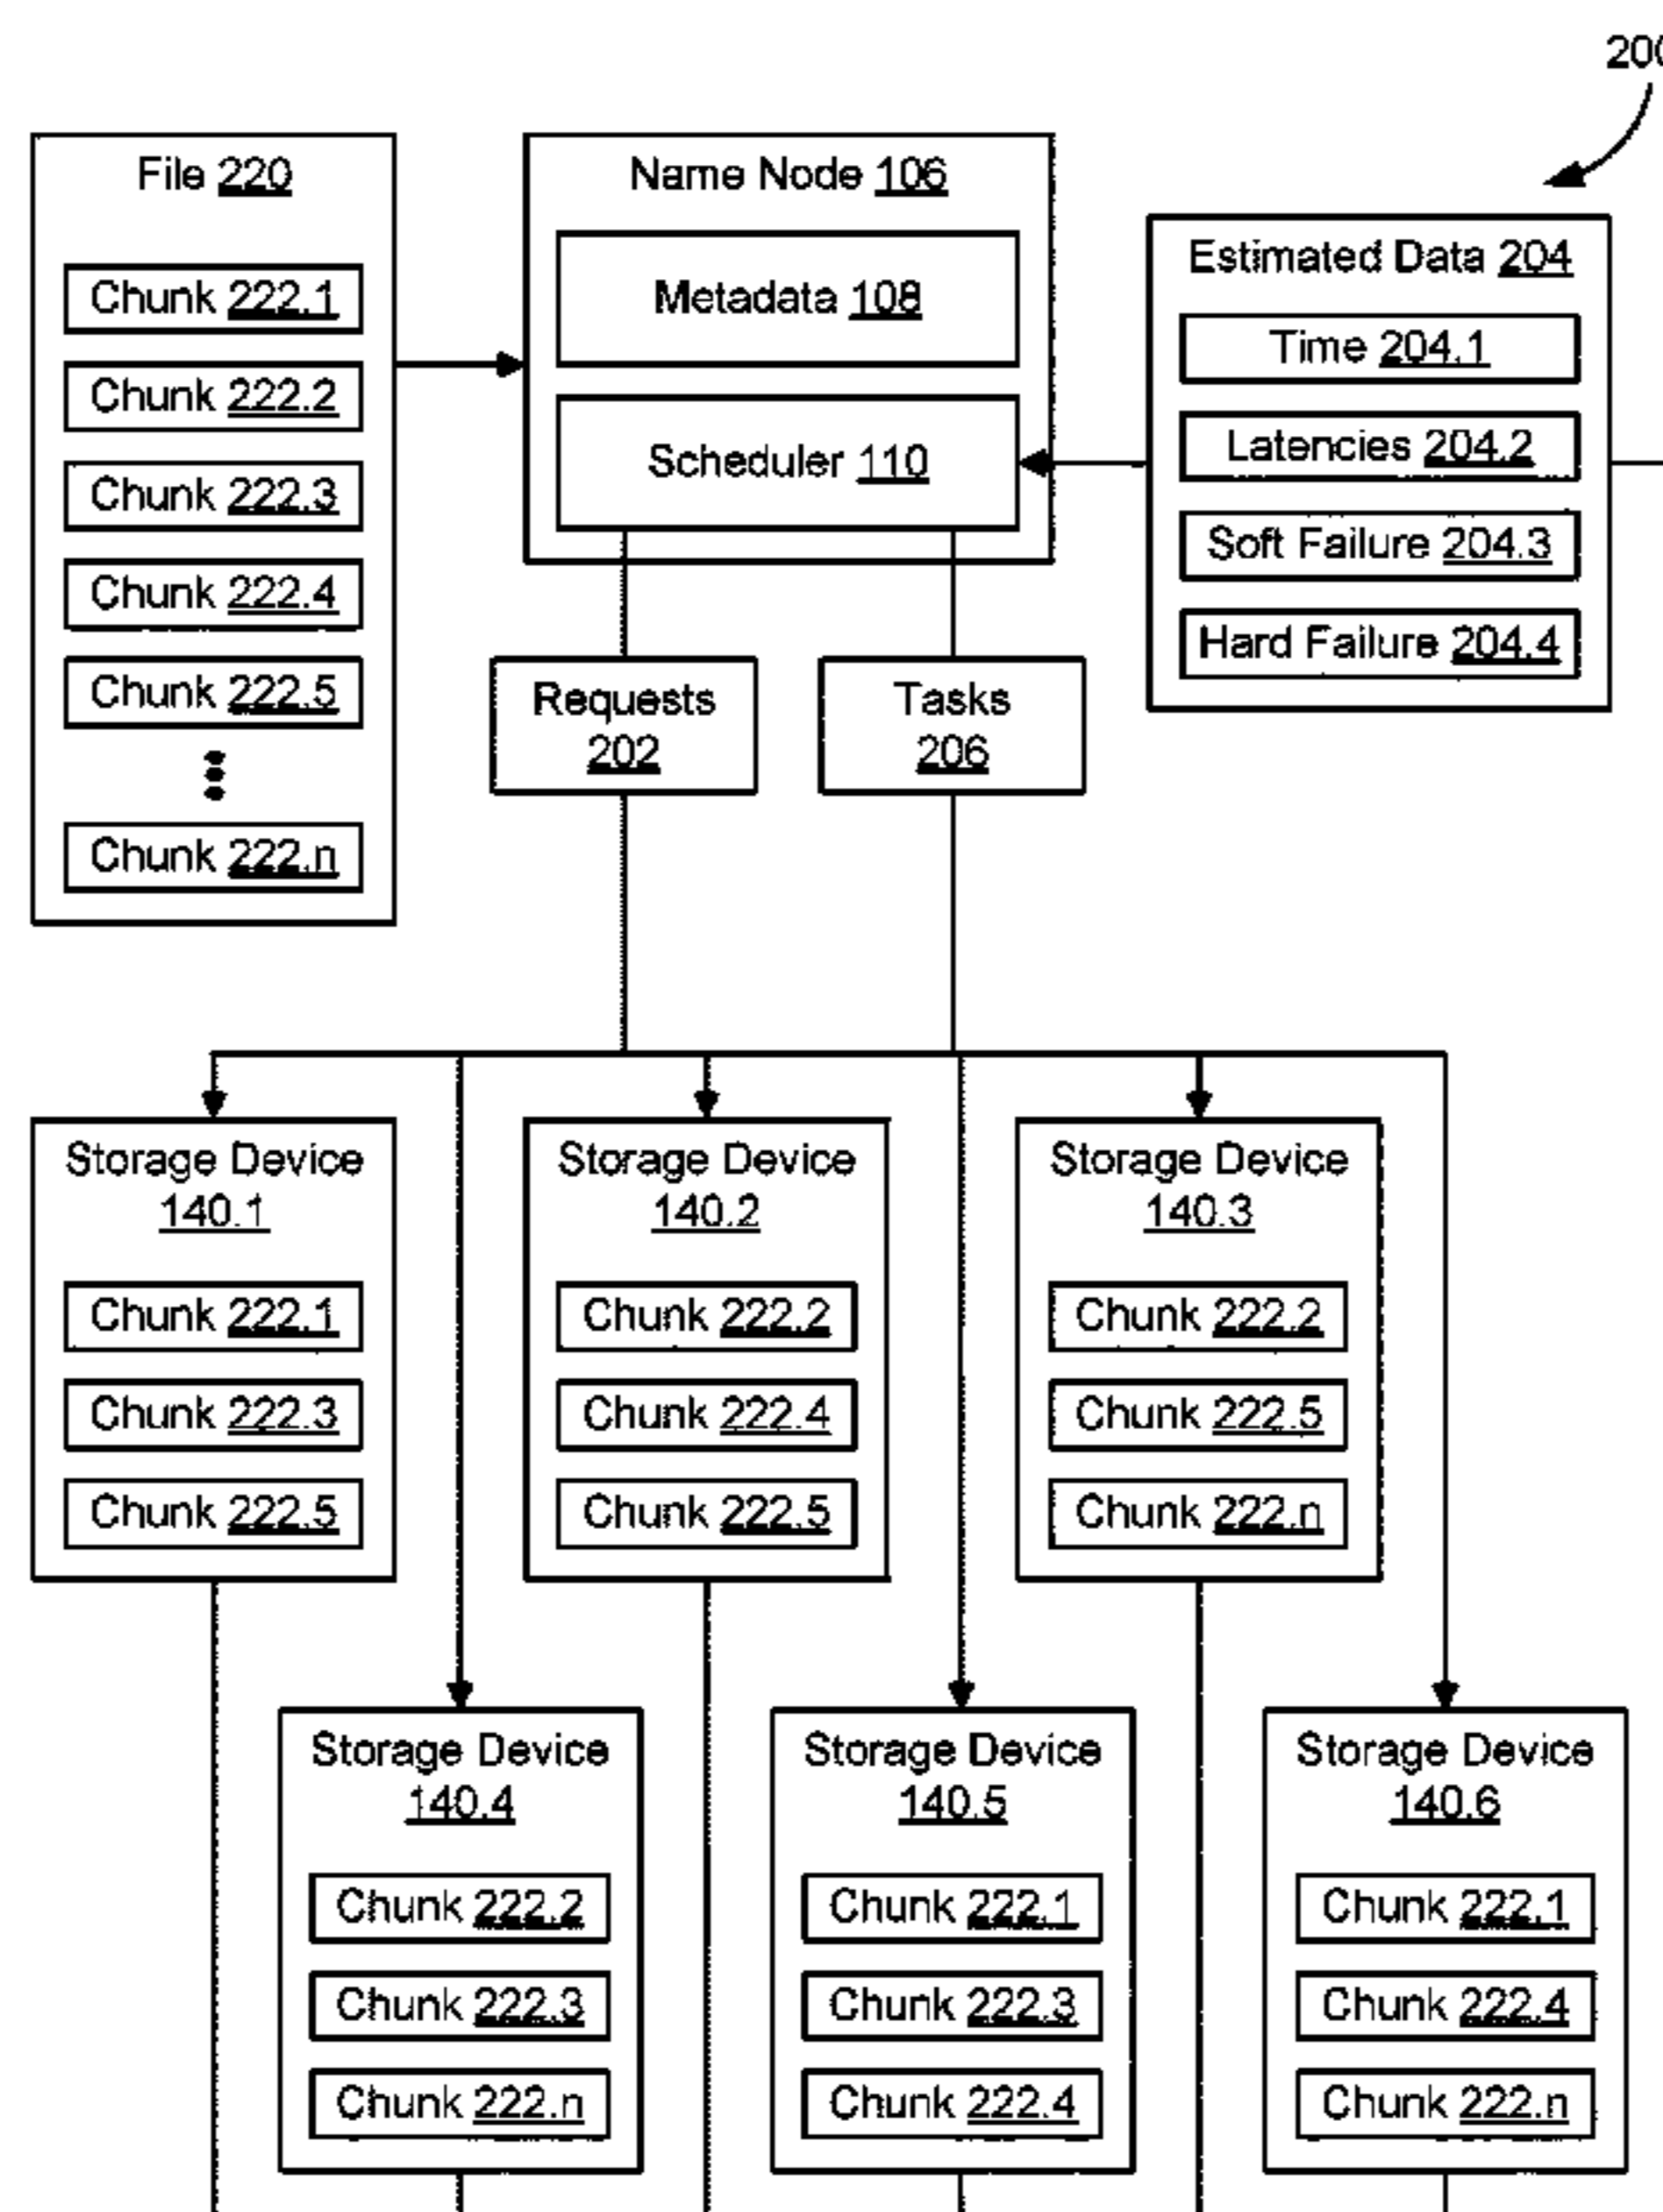 200
File 220
Chunk 222.1
Chunk 222.2
Chunk 222.3
Chunk 222.4
Chunk 222.5
Chunk 222.n
Name Node 106
Metadata 108
Scheduler 110
Estimated Data 204
Time 204.1
Latencies 204.2
Soft Failure 204.3
Hard Failure 204.4
Requests
202
Tasks
206
Storage Device
140.1
Chunk 222.1
Chunk 222.3
Chunk 222.5
Storage Device
140.2
Chunk 222.2
Chunk 222.4
Chunk 222.5
Storage Device
140.3
Chunk 222.2
Chunk 222.5
Chunk 222.n
Storage Device
140.4
Chunk 222.2
Chunk 222.3
Chunk 222.n
Storage Device
140.5
Chunk 222.1
Chunk 222.3
Chunk 222.4
Storage Device
140.6
Chunk 222.1
Chunk 222.4
Chunk 222.n